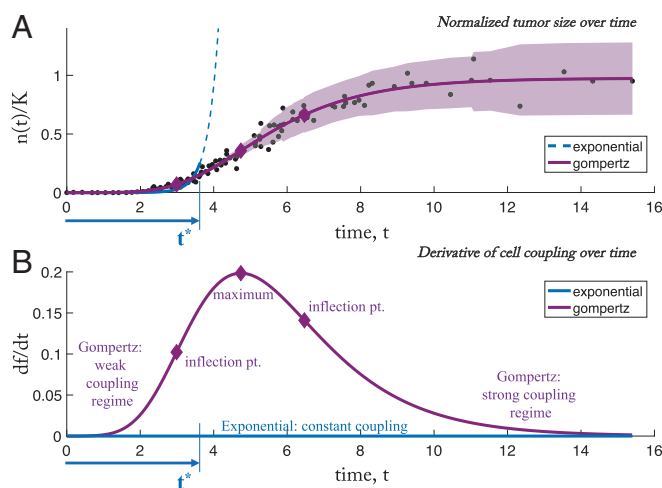 A
Normalized tumor size over time
n(t)/K
1
0.5
0
exponential
gompertz
0 2 4 6 8 10 12 14 16
t*
time, t
B
Derivative of cell coupling over time
df/dt
0.2
0.15
0.1
0.05
0
exponential
gompertz
maximum
inflection pt.
inflection pt.
Gompertz:
weak
coupling
regime
Gompertz:
strong coupling
regime
Exponential: constant coupling
0 2 4 6 8 10 12 14 16
t*
time, t